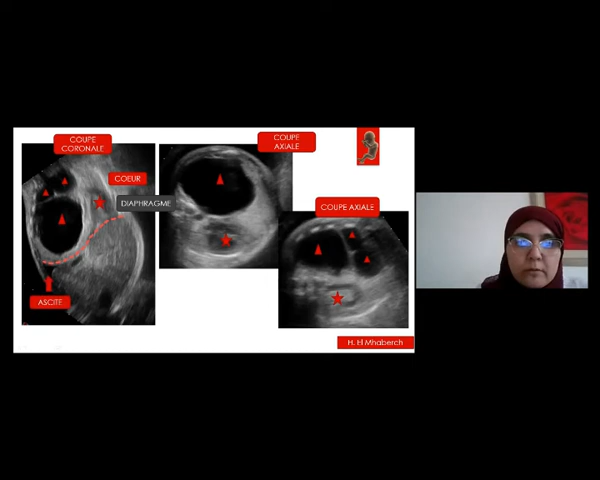 COUPE
CORONALE
COUPE
AXIALE
COEUR
DIAPHRAGME
COUPE AXIALE
ASCITE
H. El Mhaberch